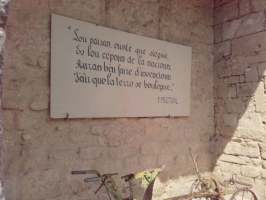 "Lou païsan, ounte que siegue,
Es lou cepoun de la nacioun,
Auran bèu faire d'invencioun,
Fau que la terro se boulegue."
F. MISTRAL